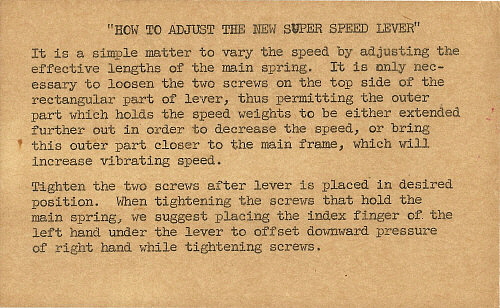 "HOW TO ADJUST THE NEW SUPER SPEED LEVER"
It is a simple matter to vary the speed by adjusting the
effective lengths of the main spring. It is only nec-
essary to loosen the two screws on the top side of the
rectangular part of lever, thus permitting the outer
part which holds the speed weights to be either extended
further out in order to decrease the speed, or bring
this outer part closer to the main frame, which will
increase vibrating speed.
Tighten the two screws after lever is placed in desired
position. When tightening the screws that hold the
main spring, we suggest placing the index finger of the
left hand under the lever to offset downward pressure
of right hand while tightening screws.